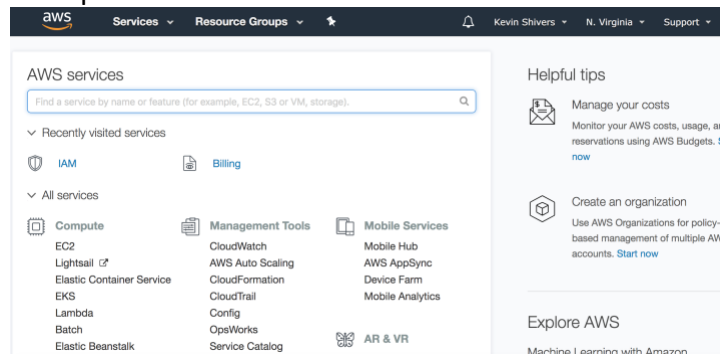 aws Services Resource Groups Kevin Shivers N. Virginia Support
AWS services
Find a service by name or feature (for example, EC2, S3 or VM, storage).
Recently visited services
IAM Billing
All services
Compute
EC2
Lightsail
Elastic Container Service
EKS
Lambda
Batch
Elastic Beanstalk
Management Tools
CloudWatch
AWS Auto Scaling
CloudFormation
CloudTrail
Config
OpsWorks
Service Catalog
Mobile Services
Mobile Hub
AWS AppSync
Device Farm
Mobile Analytics
AR & VR
Helpful tips
Manage your costs
Monitor your AWS costs, usage, 
reservations using AWS Budgets.
now
Create an organization
Use AWS Organizations for policy-
based management of multiple
accounts. Start now
Explore AWS
Machine Learning with Amazon